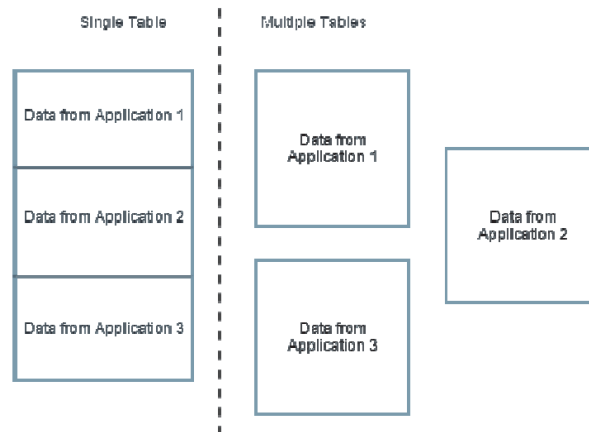 Single Table
Multiple Tables
Data from Application 1
Data from Application 2
Data from Application 3
Data from
Application 1
Data from
Application 2
Data from
Application 3